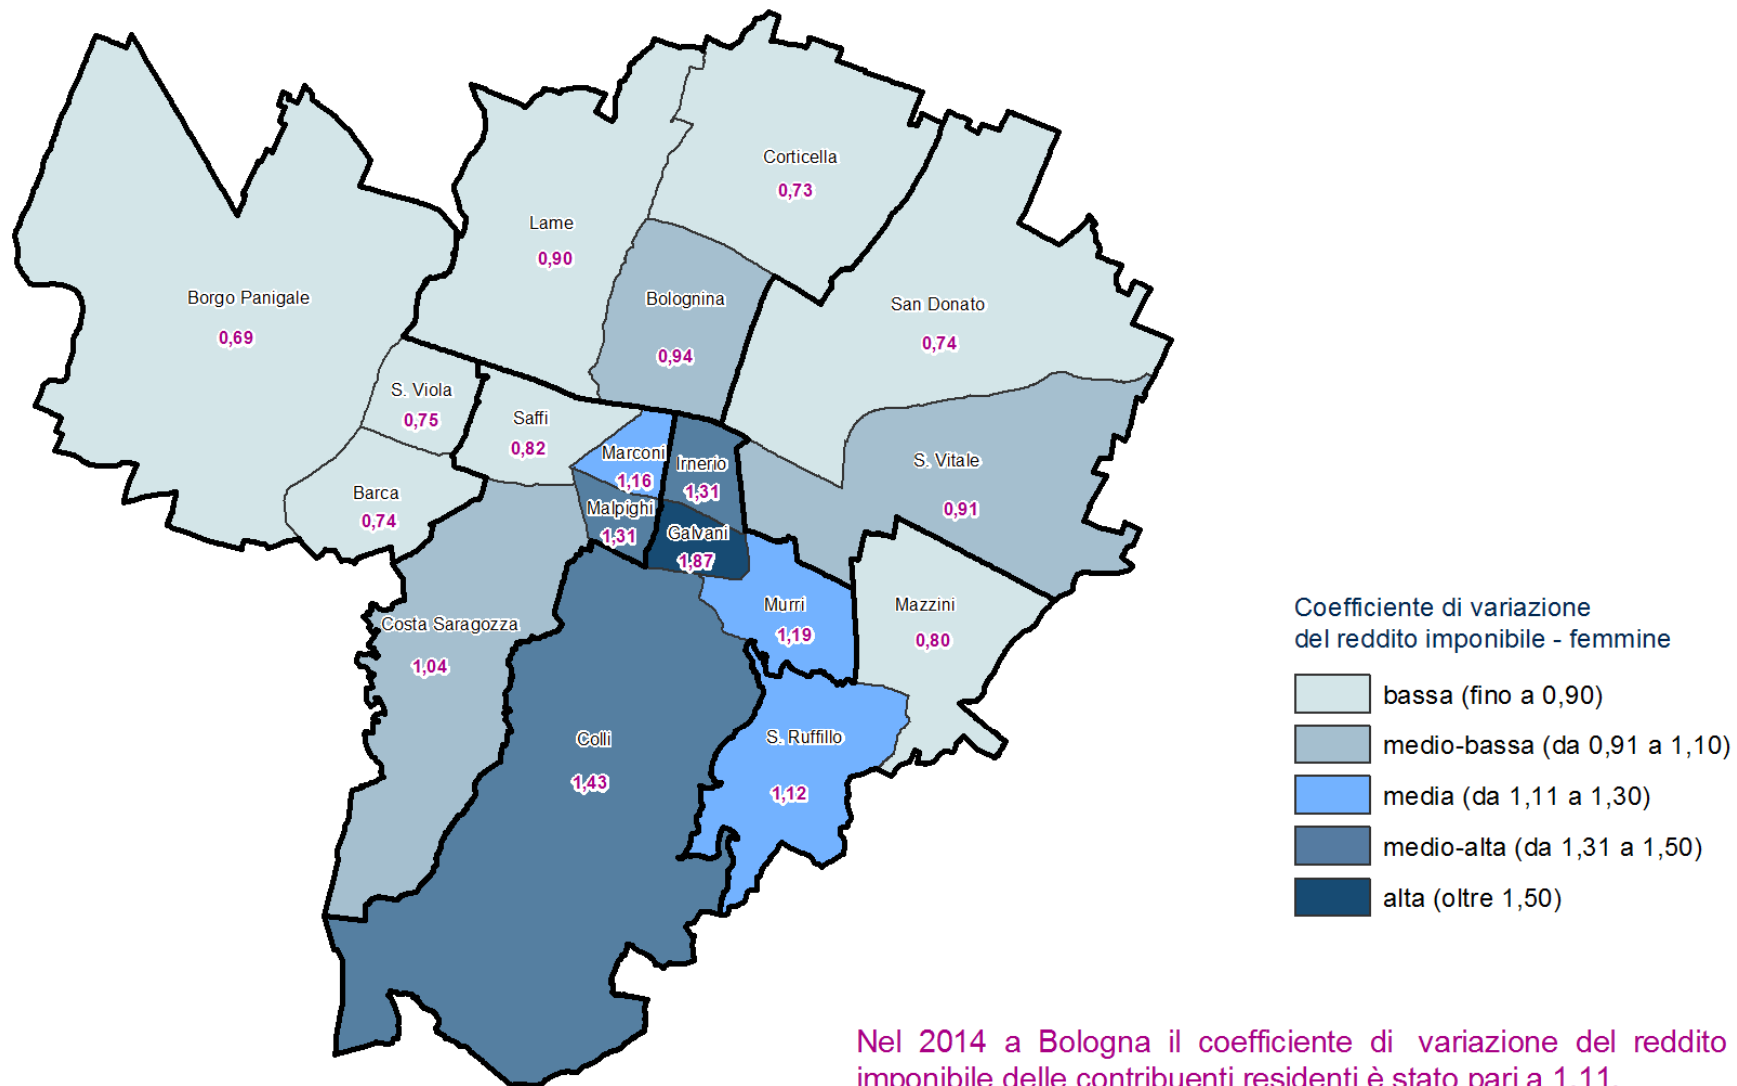 Corticella
0,73
Lame
0,90
Borgo Panigale
0,69
Bolognina
0,94
San Donato
0,74
S. Viola
0,75
Saffi
0,82
Marconi
1,16
Irnerio
1,31
S. Vitale
0,91
Barca
0,74
Malpighi
1,31
Galvani
1,87
Costa Saragozza
1,04
Murri
1,19
Mazzini
0,80
Colli
1,43
S. Ruffillo
1,12
Coefficiente di variazione
del reddito imponibile - femmine
bassa (fino a 0,90)
medio-bassa (da 0,91 a 1,10)
media (da 1,11 a 1,30)
medio-alta (da 1,31 a 1,50)
alta (oltre 1,50)
Nel 2014 a Bologna il coefficiente di variazione del reddito
imponibile delle contribuenti residenti è stato pari a 1,11.